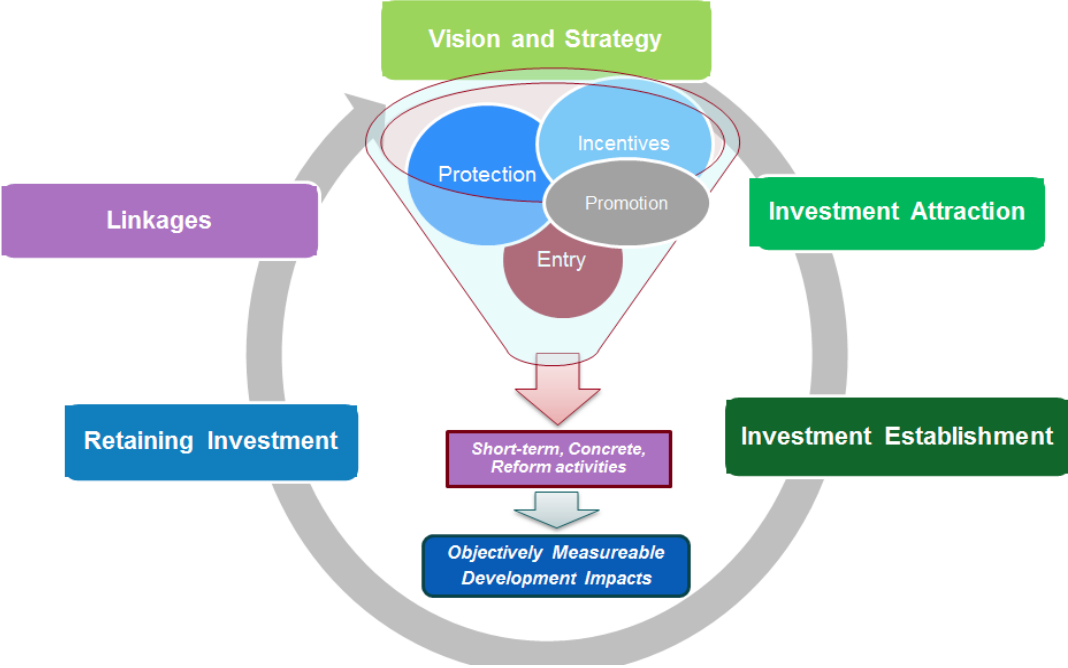 Vision and Strategy
Incentives
Protection
Promotion
Entry
Linkages
Investment Attraction
Retaining Investment
Investment Establishment
Short-term, Concrete,
Reform activities
Objectively Measureable
Development Impacts